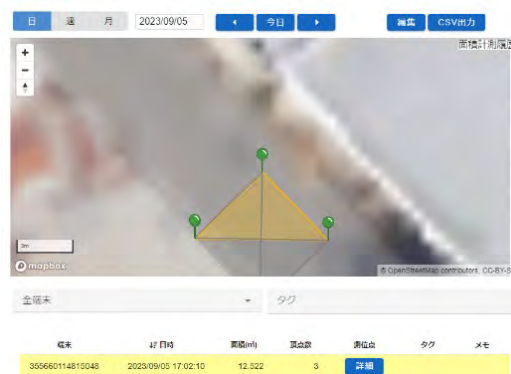 日 週 月 2023/09/05 今日 編集 CSV出力
面積計測履歴
3m
mapbox
© OpenStreetMap contributors, CC-BY-S
全端末 タグ
端末 日時 面積(㎡) 頂点数 測位点 タグ メモ
355660114815048 2023/09/05 17:02:10 12.522 3 詳細